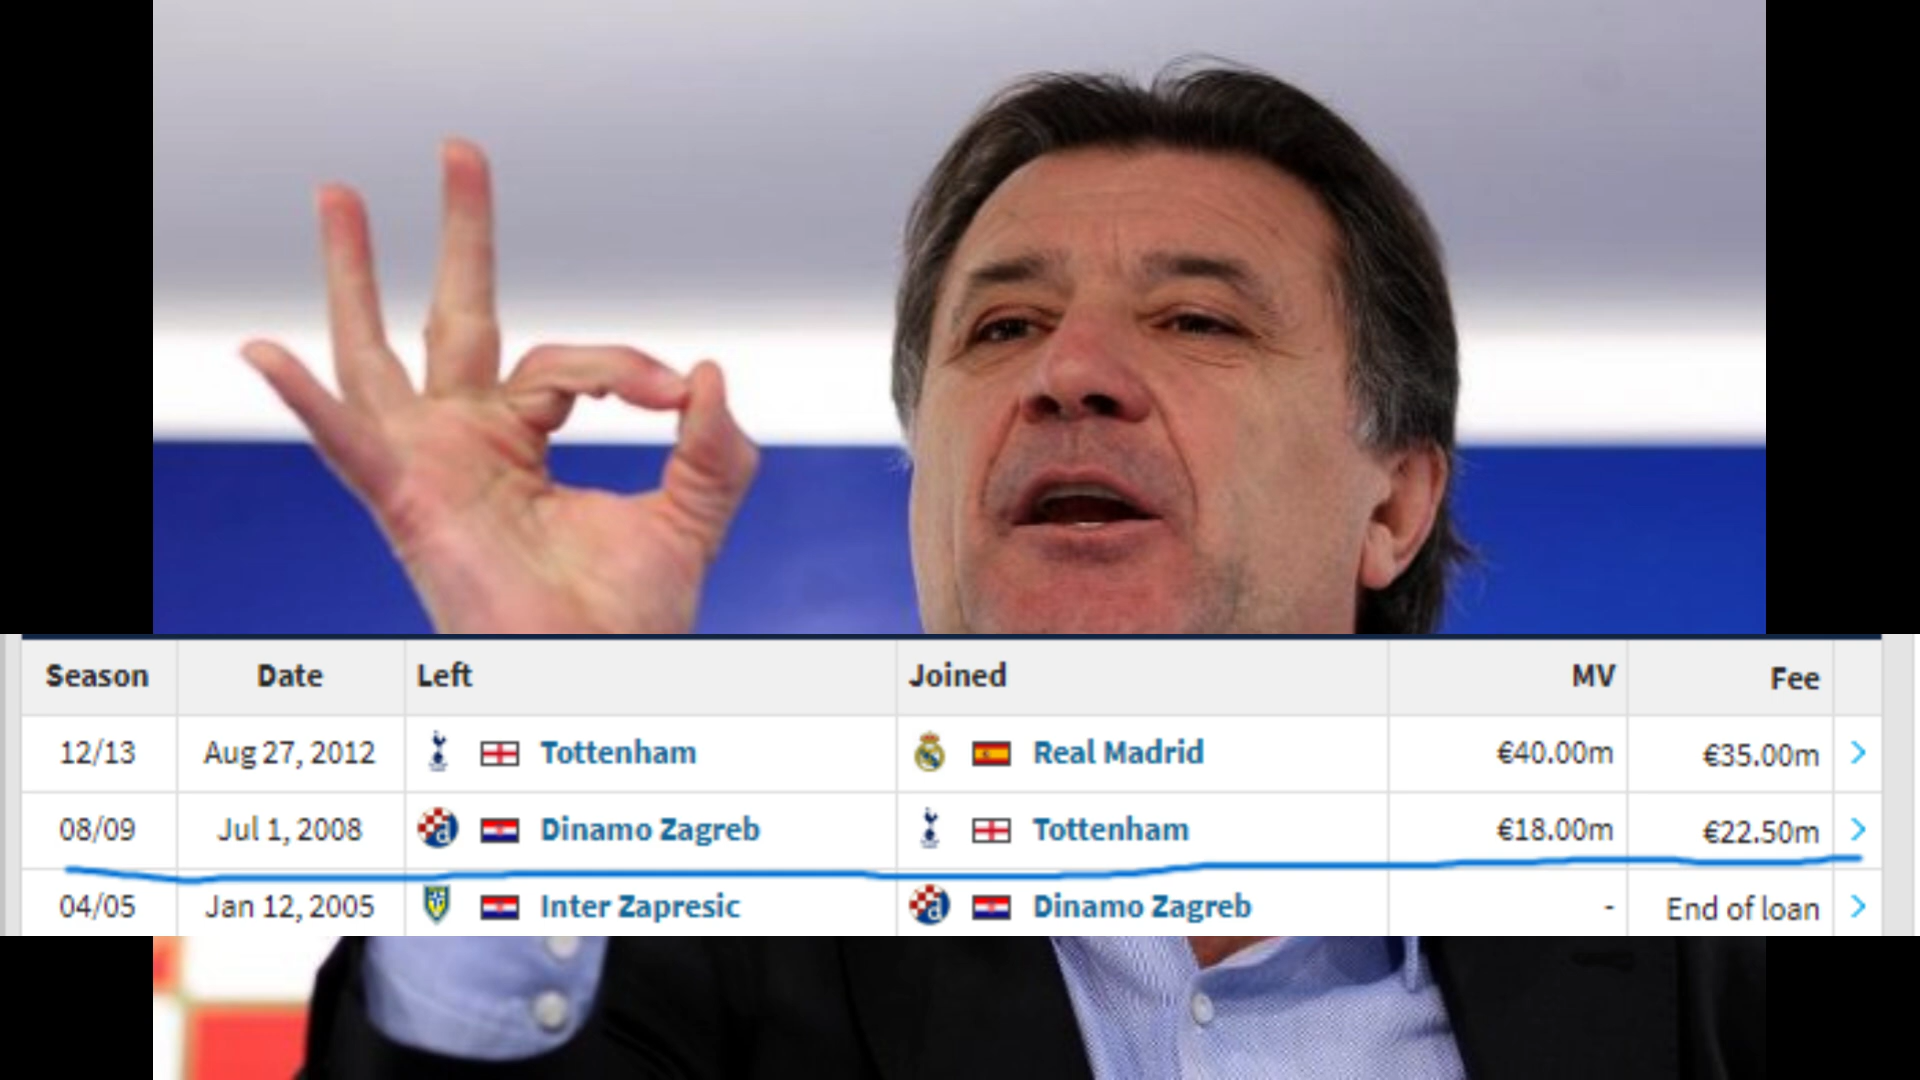 Season Date Left Joined MV Fee
12/13 Aug 27, 2012 Tottenham Real Madrid €40.00m €35.00m
08/09 Jul 1, 2008 Dinamo Zagreb Tottenham €18.00m €22.50m
04/05 Jan 12, 2005 Inter Zapresic Dinamo Zagreb - End of loan